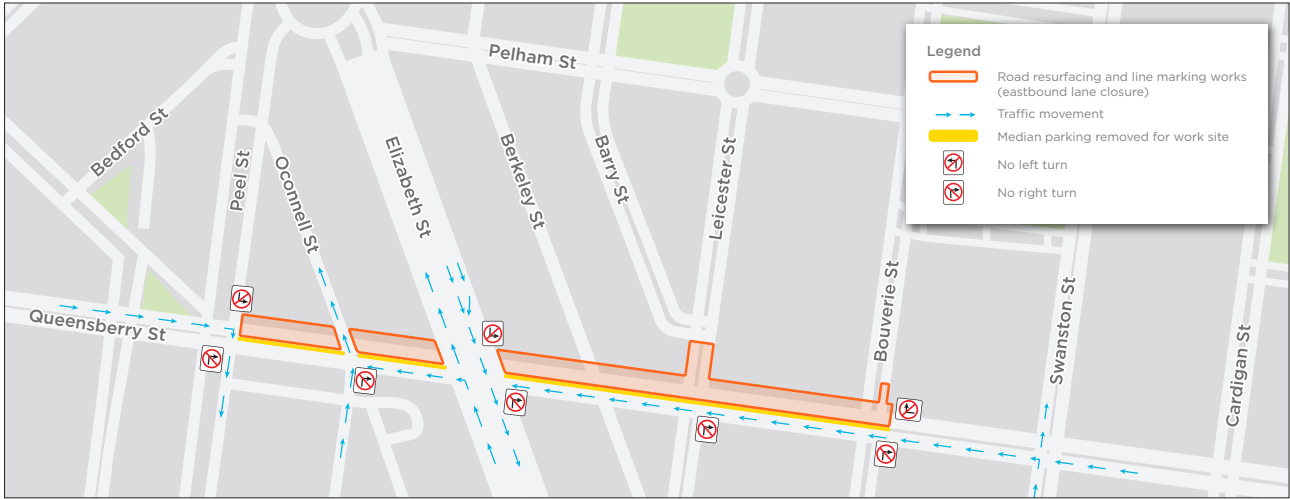 Pelham St
Legend
Road resurfacing and line marking works
(eastbound lane closure)
Traffic movement
Median parking removed for work site
No left turn
No right turn
Bedford St
Peel St
Oconnell St
Elizabeth St
Berkeley St
Barry St
Leicester St
Bouverie St
Swanston St
Cardigan St
Queensberry St